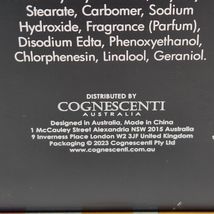 Stearate, Carbomer, Sodium
Hydroxide, Fragrance (Parfum),
Disodium Edta, Phenoxyethanol,
Chlorphenesin, Linalool, Geraniol.
DISTRIBUTED BY
COGNESCENTI
AUSTRALIA
Designed in Australia. Made in China
1 McCauley Street Alexandria NSW 2015 Australia
9 Inverness Place London W2 3JF United Kingdom
Packaging © 2023 Cognescenti Pty Ltd
www.cognescenti.com.au